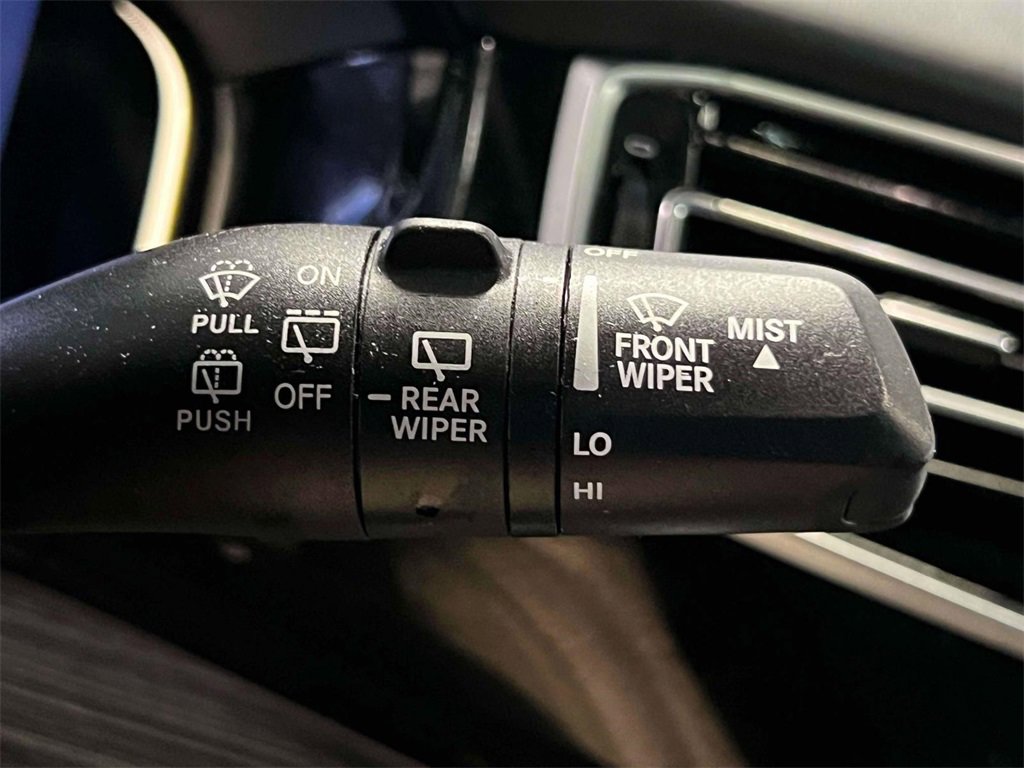 ON
PULL
OFF
PUSH
REAR
WIPER
OFF
FRONT
WIPER
MIST
LO
HI